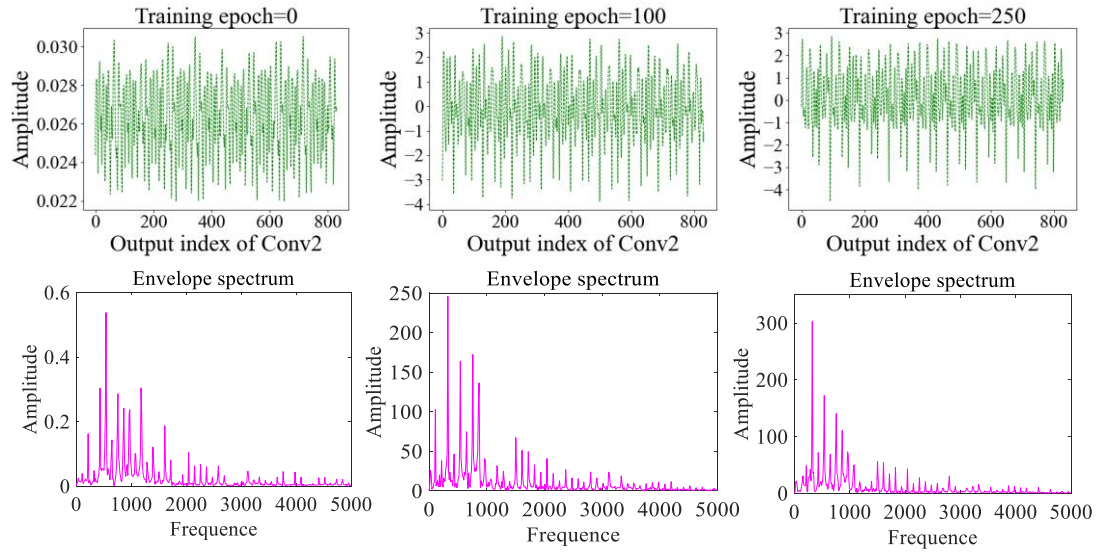 Training epoch=0
Training epoch=100
Training epoch=250
0.030
0.028
0.026
0.024
0.022
Amplitude
0 200 400 600 800
Output index of Conv2
3
2
1
0
−1
−2
−3
−4
Amplitude
0 200 400 600 800
Output index of Conv2
3
2
1
0
−1
−2
−3
−4
Amplitude
0 200 400 600 800
Output index of Conv2
Envelope spectrum
0.6
0.4
0.2
0
Amplitude
0 1000 2000 3000 4000 5000
Frequence
Envelope spectrum
250
200
150
100
50
0
Amplitude
0 1000 2000 3000 4000 5000
Frequence
Envelope spectrum
300
200
100
0
Amplitude
0 1000 2000 3000 4000 5000
Frequence